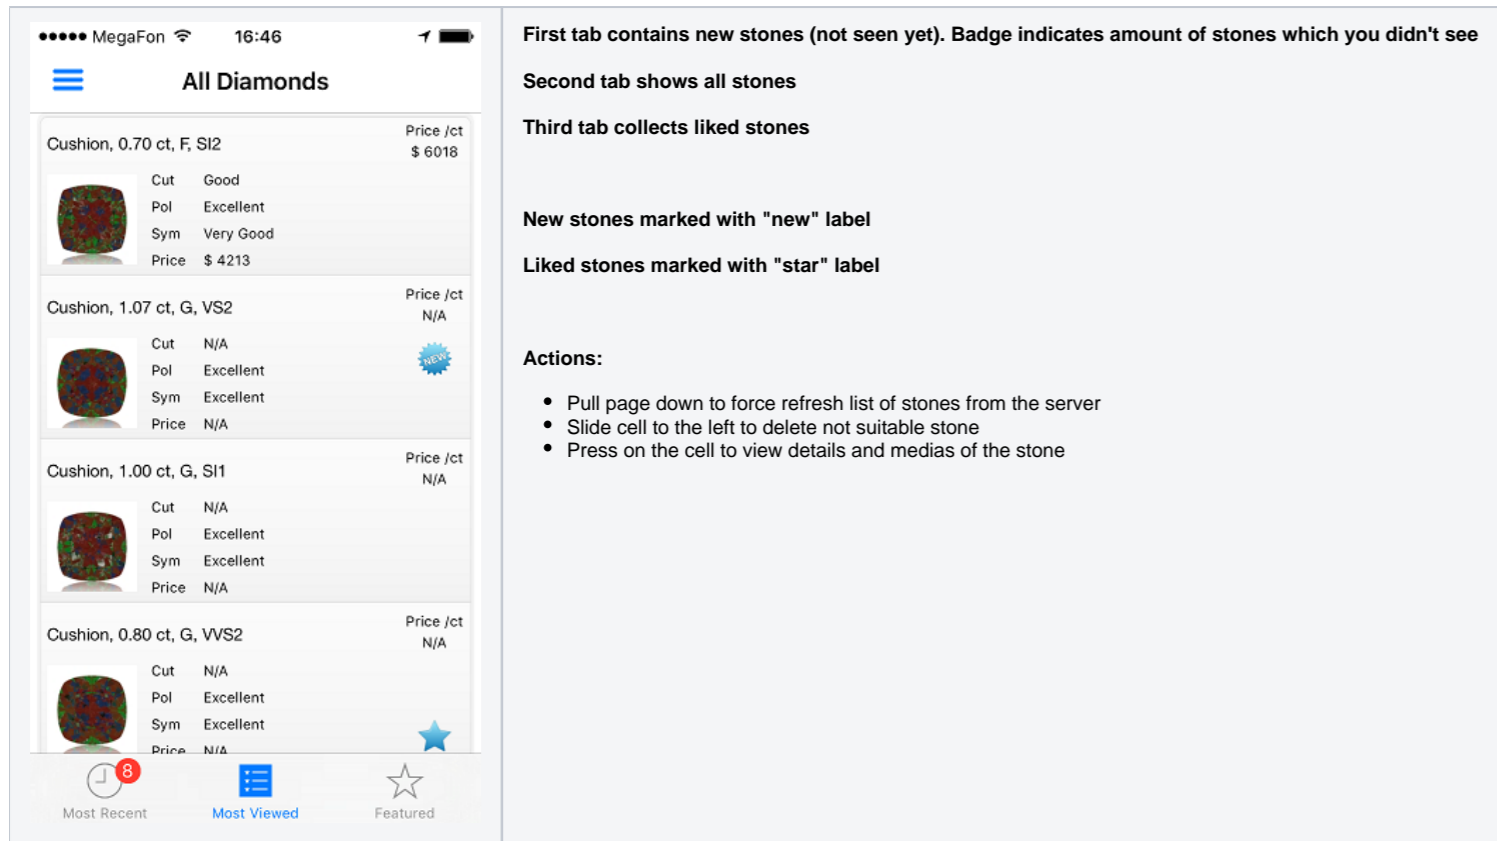 MegaFon 16:46
All Diamonds
Cushion, 0.70 ct, F, SI2
Price /ct
$ 6018
Cut Good
Pol Excellent
Sym Very Good
Price $ 4213
Cushion, 1.07 ct, G, VS2
Price /ct
N/A
Cut N/A
NEW
Pol Excellent
Sym Excellent
Price N/A
Cushion, 1.00 ct, G, SI1
Price /ct
N/A
Cut N/A
Pol Excellent
Sym Excellent
Price N/A
Cushion, 0.80 ct, G, VVS2
Price /ct
N/A
Cut N/A
Pol Excellent
Sym Excellent
Price N/A
8
Most Recent Most Viewed Featured
First tab contains new stones (not seen yet). Badge indicates amount of stones which you didn't see
Second tab shows all stones
Third tab collects liked stones
New stones marked with "new" label
Liked stones marked with "star" label
Actions:
• Pull page down to force refresh list of stones from the server
• Slide cell to the left to delete not suitable stone
• Press on the cell to view details and medias of the stone